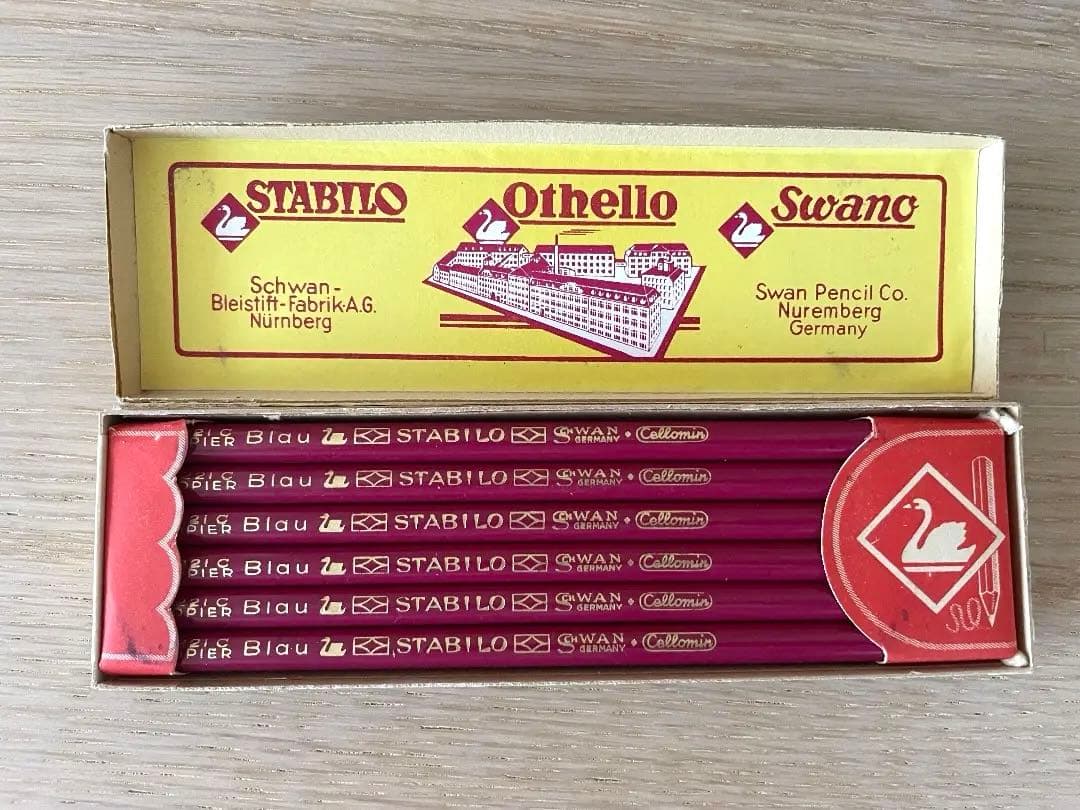 STABILO
Schwan-
Bleistift-Fabrik-A.G.
Nürnberg
Othello
Swano
Swan Pencil Co.
Nuremberg
Germany
Blau STABILO SCHWAN GERMANY Cellomin
Blau STABILO SCHWAN GERMANY Cellomin
Blau STABILO SCHWAN GERMANY Cellomin
Blau STABILO SCHWAN GERMANY Cellomin
Blau STABILO SCHWAN GERMANY Cellomin
Blau STABILO SCHWAN GERMANY Cellomin